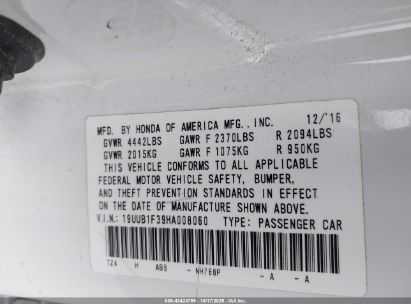 MFD. BY HONDA OF AMERICA MFG., INC. 12/'16
GVWR 4442LBS GAWR F 2370LBS R 2094LBS
GVWR 2015KG GAWR F 1075KG R 950KG
THIS VEHICLE CONFORMS TO ALL APPLICABLE
FEDERAL MOTOR VEHICLE SAFETY, BUMPER,
AND THEFT PREVENTION STANDARDS IN EFFECT
ON THE DATE OF MANUFACTURE SHOWN ABOVE.
V.I.N.: 19UUB1F39HA008060 TYPE: PASSENGER CAR
TZ4 H AB9 - NH788P - A - A